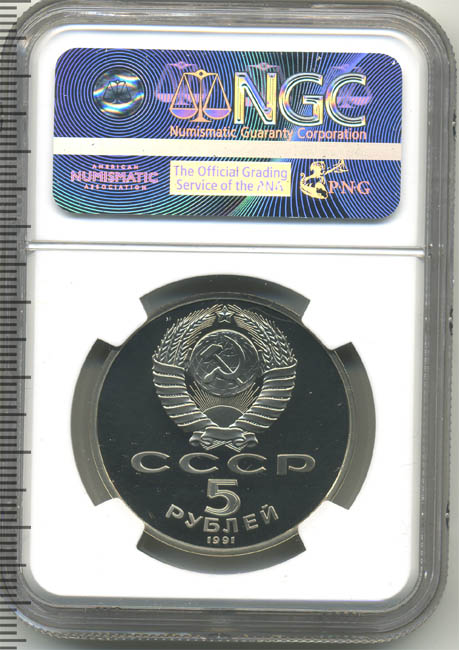 NGC
Numismatic Guaranty Corporation
AMERICAN
NUMISMATIC
ASSOCIATION
The Official Grading
Service of the PNG
PNG
СССР
5
РУБЛЕЙ
1991